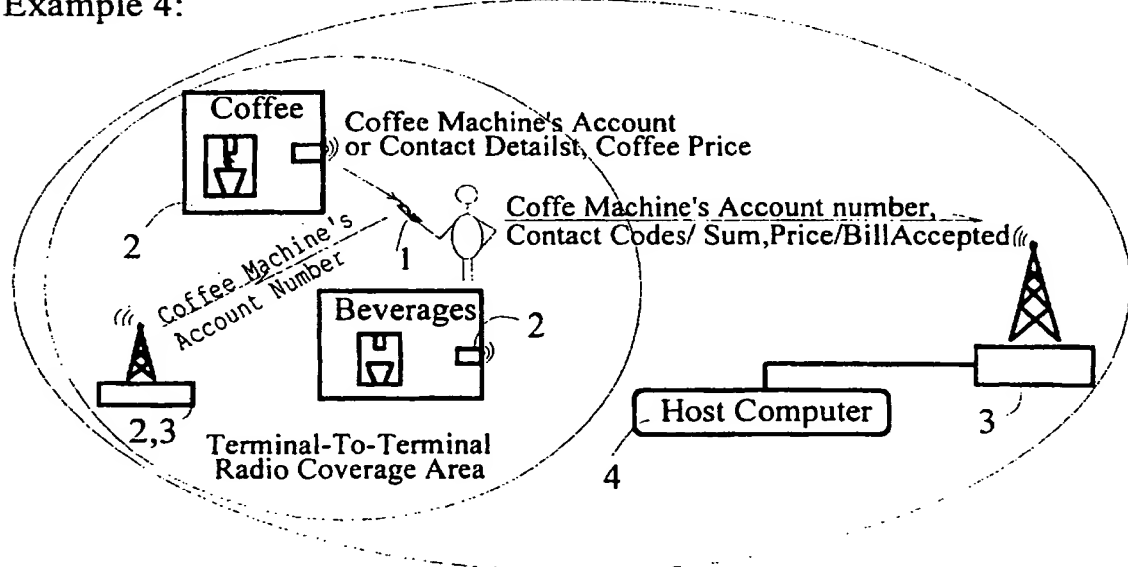 Example 4:
Coffee
Coffee Machine's Account
or Contact Detailst, Coffee Price
2
1
Coffe Machine's Account number,
Contact Codes/ Sum,Price/BillAccepted
Coffee Machine's
Account Number
Beverages
2
2,3
Terminal-To-Terminal
Radio Coverage Area
Host Computer
4
3